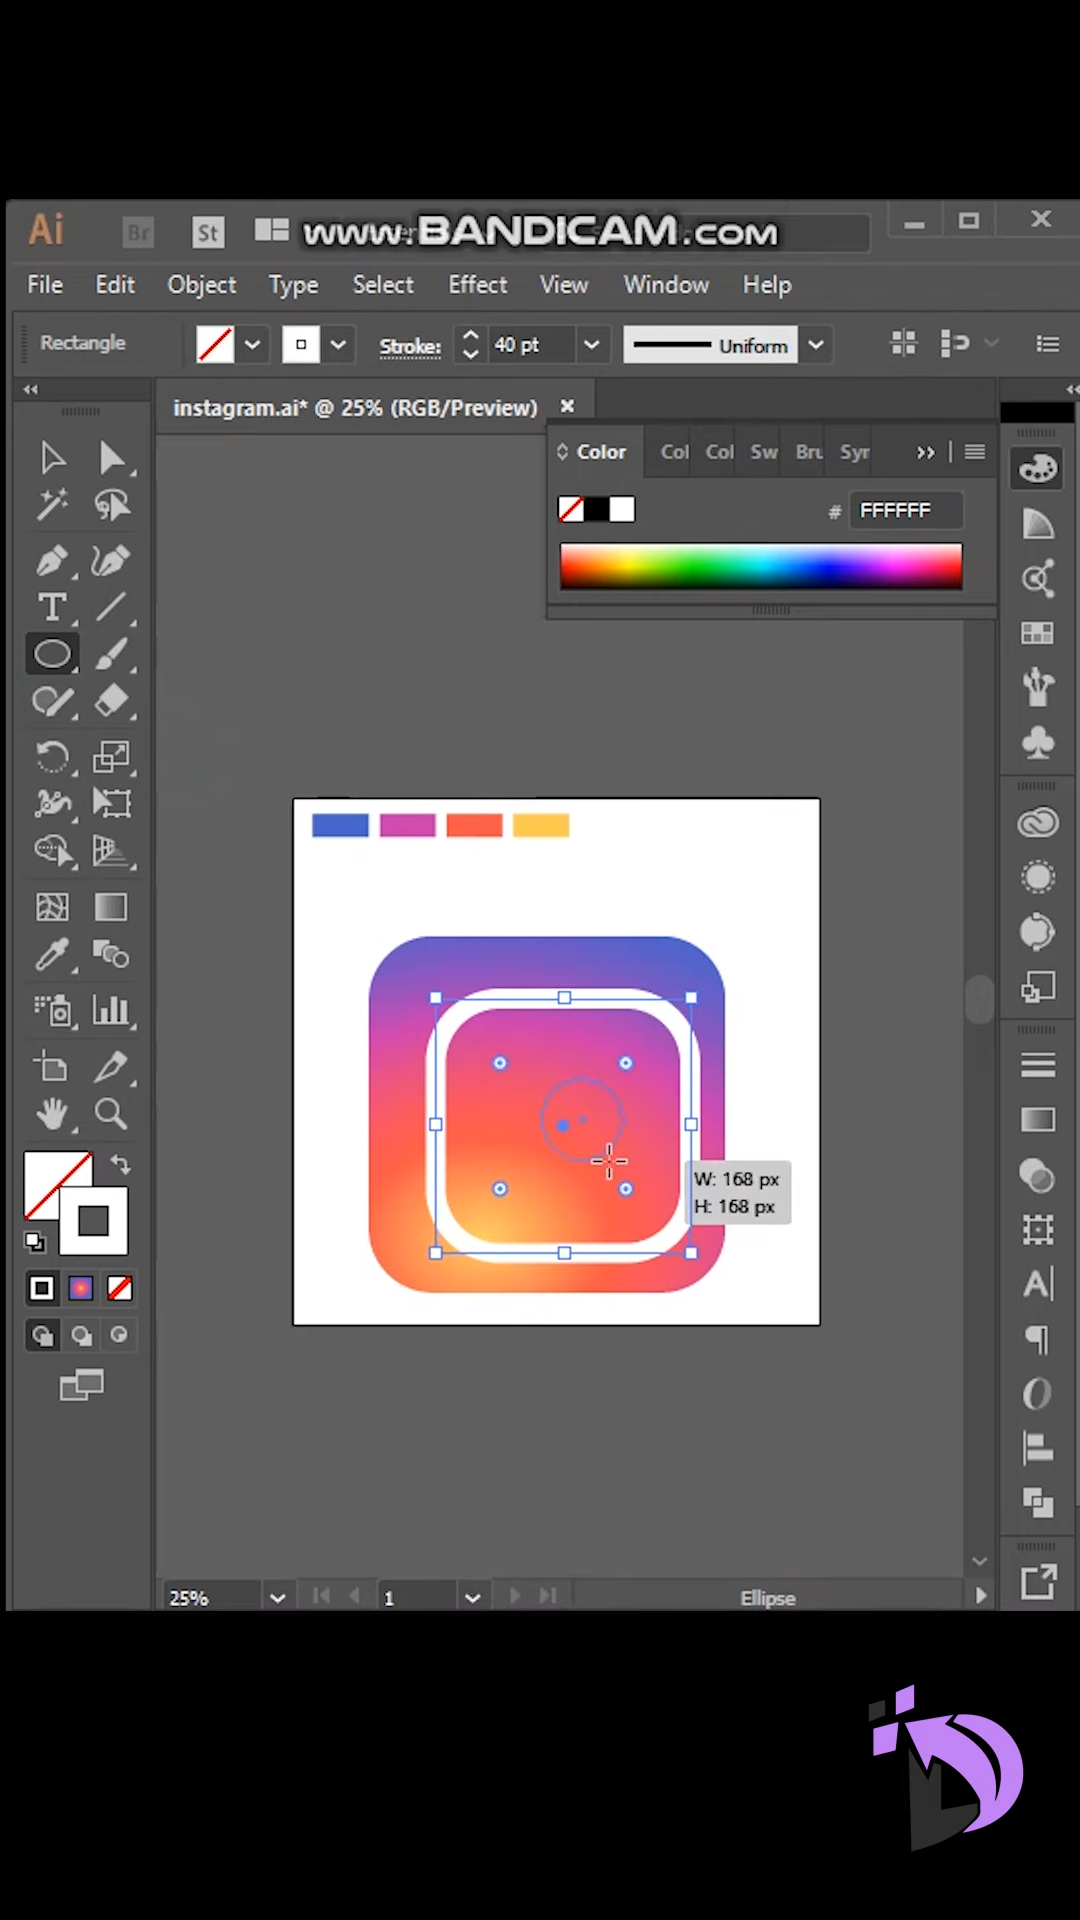 Ai Br St www.BANDICAM.com
File Edit Object Type Select Effect View Window Help
Rectangle Stroke: 40 pt Uniform
instagram.ai* @ 25% (RGB/Preview)
Color Col Col Sw Bru Syr
# FFFFFF
W: 168 px
H: 168 px
25% 1 Ellipse